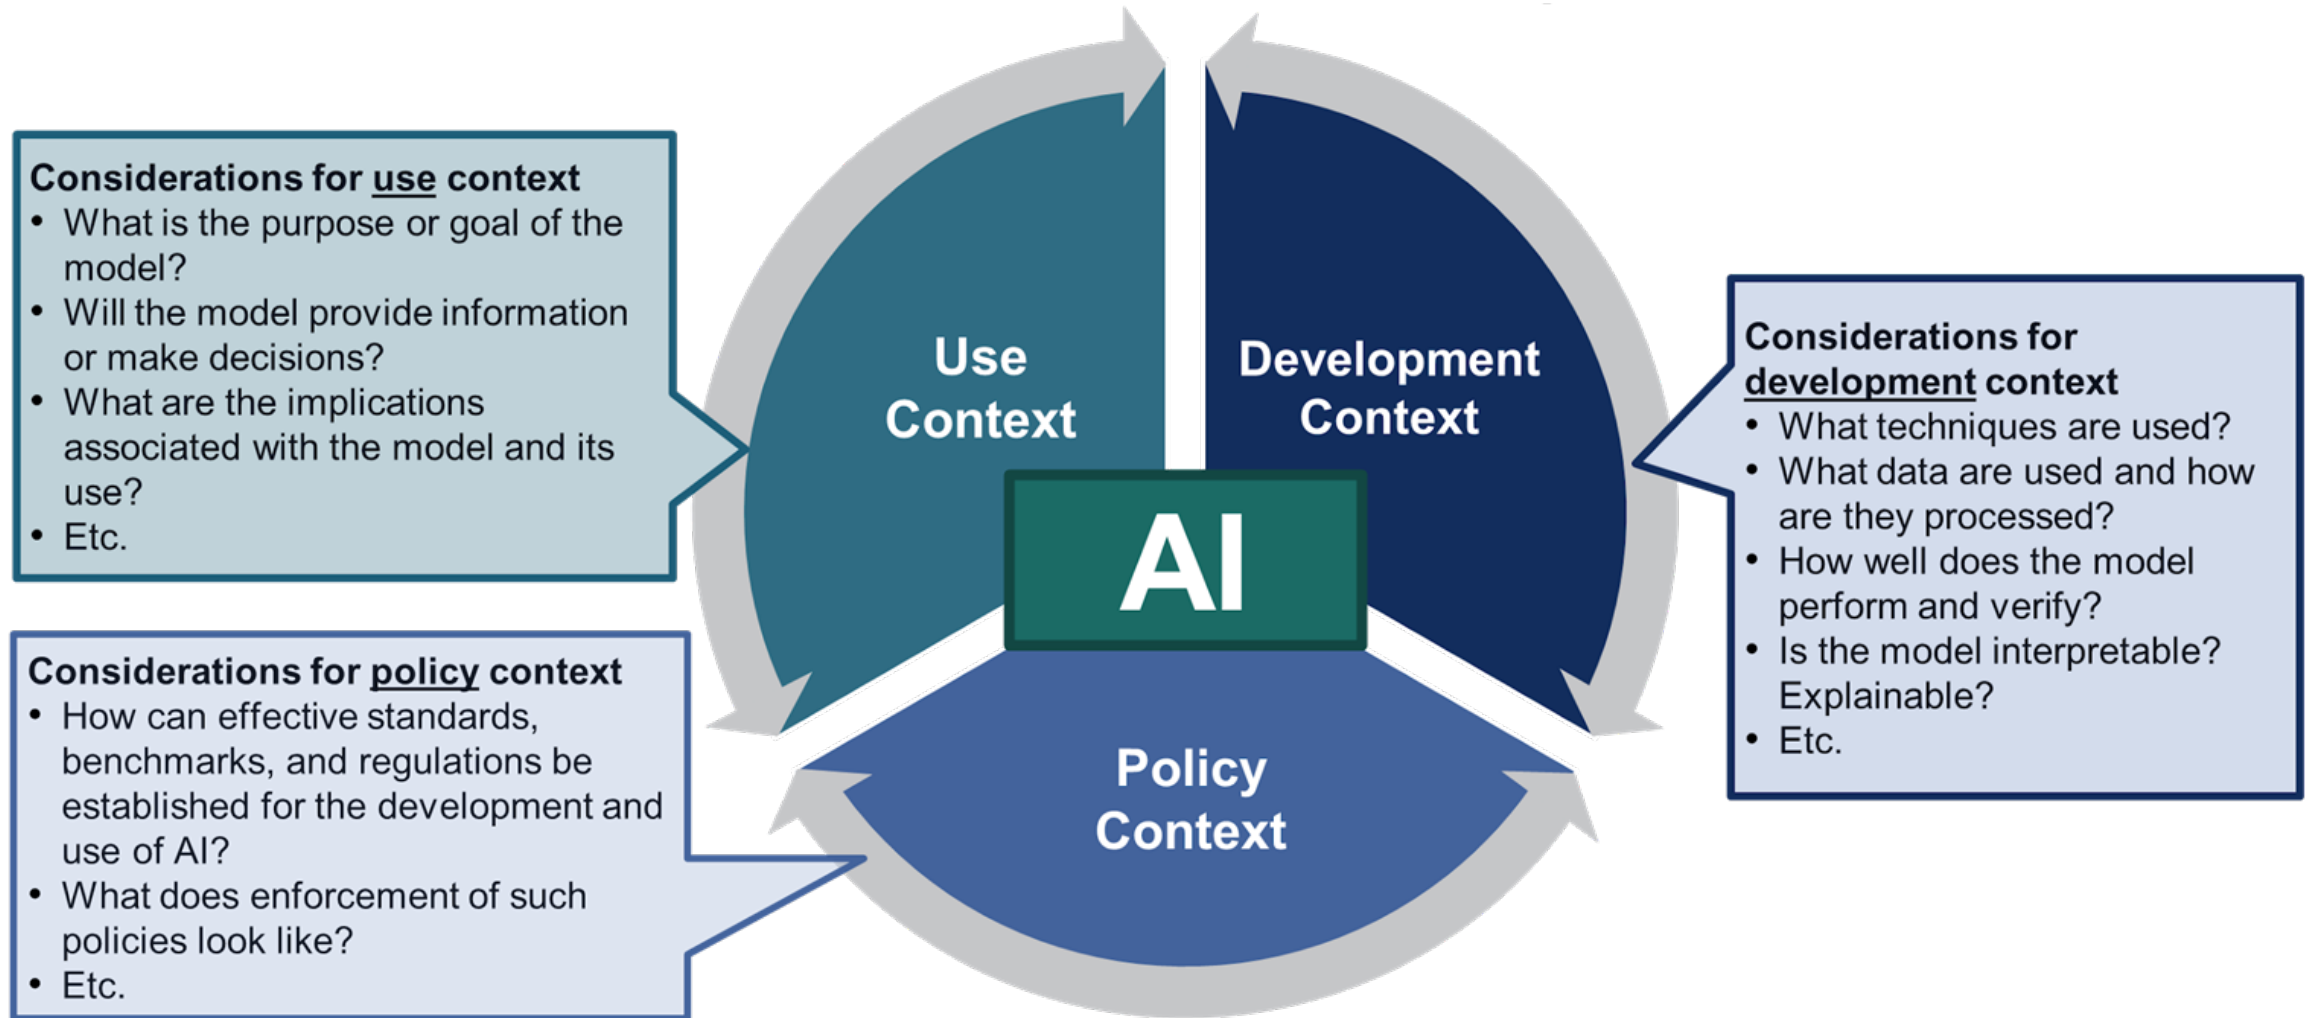 Considerations for use context
• What is the purpose or goal of the
model?
• Will the model provide information
or make decisions?
• What are the implications
associated with the model and its
use?
• Etc.
Considerations for policy context
• How can effective standards,
benchmarks, and regulations be
established for the development and
use of AI?
• What does enforcement of such
policies look like?
• Etc.
Use
Context
Development
Context
AI
Policy
Context
Considerations for
development context
• What techniques are used?
• What data are used and how
are they processed?
• How well does the model
perform and verify?
• Is the model interpretable?
Explainable?
• Etc.